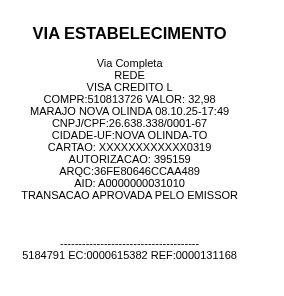 VIA ESTABELECIMENTO
Via Completa
REDE
VISA CREDITO L
COMPR:510813726 VALOR: 32,98
MARAJO NOVA OLINDA 08.10.25-17:49
CNPJ/CPF:26.638.338/0001-67
CIDADE-UF:NOVA OLINDA-TO
CARTAO: XXXXXXXXXXXX0319
AUTORIZACAO: 395159
ARQC:36FE80646CCAA489
AID: A0000000031010
TRANSACAO APROVADA PELO EMISSOR
--------------------------------------
5184791 EC:0000615382 REF:0000131168